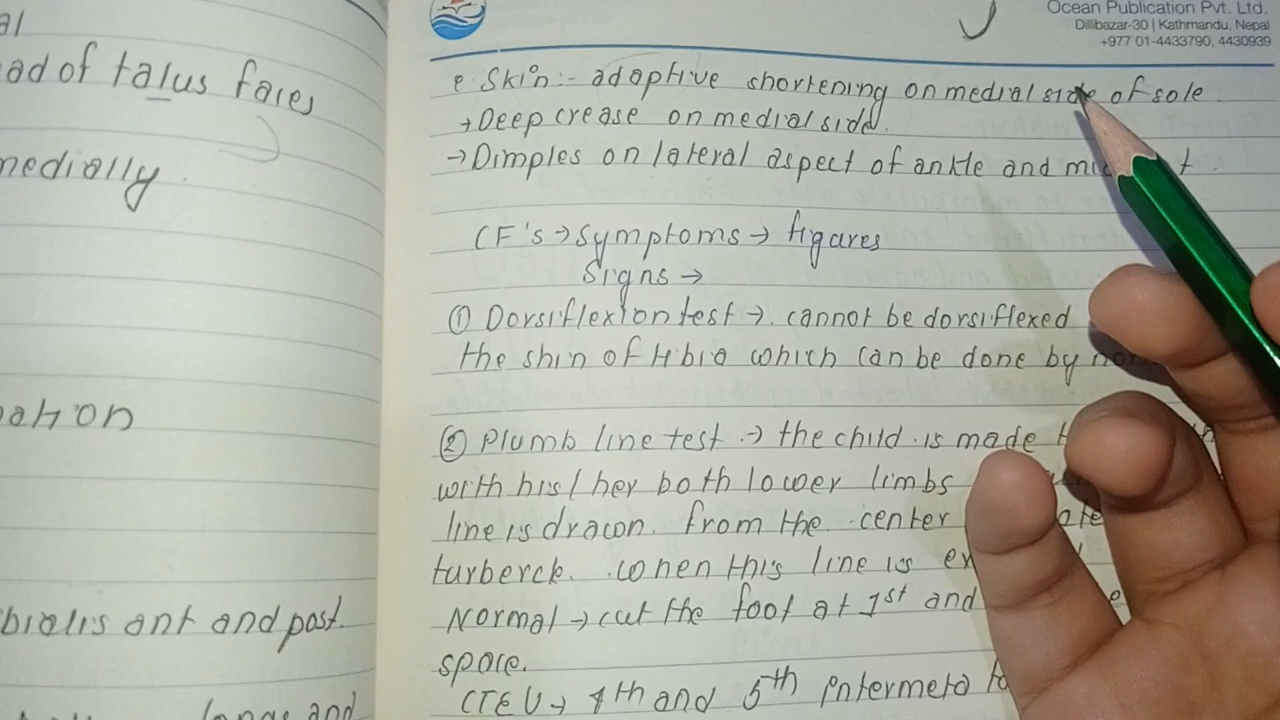 al
ad of talus faces
medially
ation
bialis ant and post.
longus and
Ocean Publication Pvt. Ltd.
Dillibazar-30 | Kathmandu, Nepal
+977 01-4433790, 4430939
e. Skin:- adaptive shortening on medial side of sole
→Deep crease on medial side.
→Dimples on lateral aspect of ankle and
CF's → Symptoms → figares
Signs →
① Dorsiflexion test → cannot be dorsiflexed
the shin of tibia which can be done by
② Plumb line test → the child is made
with his/her both lower limbs
line is drawn from the center
turberck. when this line is
Normal → cut the foot at 1st and
space.
CTEV → 4th and 5th intermeta